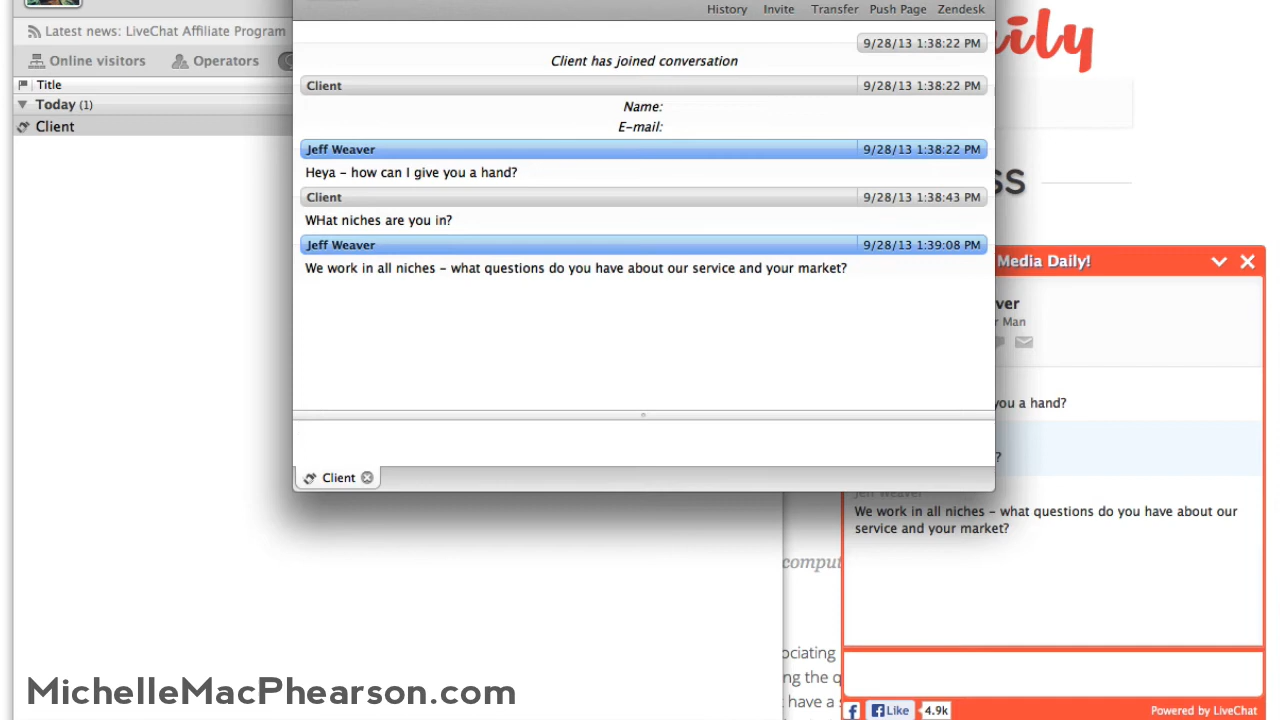 History Invite Transfer Push Page Zendesk
Latest news: LiveChat Affiliate Program
Online visitors Operators
Title
Today (1)
Client
9/28/13 1:38:22 PM
Client has joined conversation
Client 9/28/13 1:38:22 PM
Name:
E-mail:
Jeff Weaver 9/28/13 1:38:22 PM
Heya - how can I give you a hand?
Client 9/28/13 1:38:43 PM
WHat niches are you in?
Jeff Weaver 9/28/13 1:39:08 PM
We work in all niches - what questions do you have about our service and your market?
Client
ily
ss
Media Daily!
ver
r Man
you a hand?
?
Jeff Weaver
We work in all niches - what questions do you have about our
service and your market?
comput
ociating
ng the q
have a s
Like 4.9k
Powered by LiveChat
MichelleMacPhearson.com